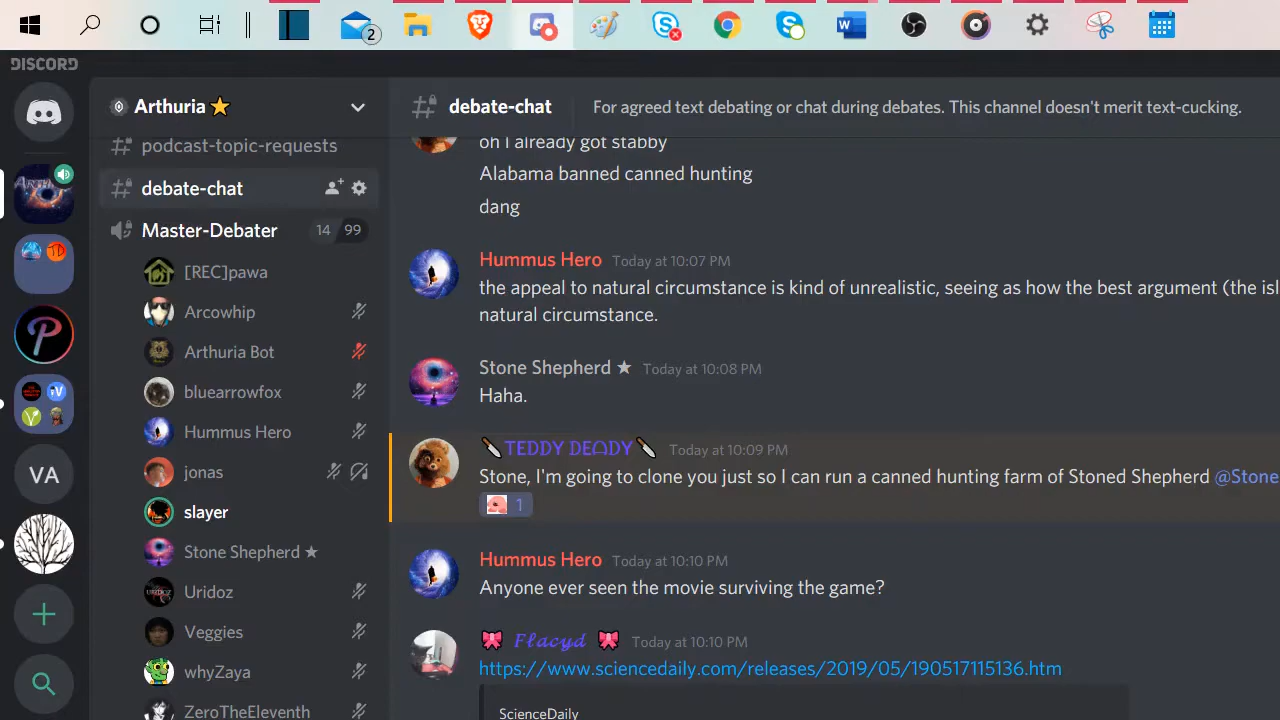 2
DISCORD
Arthuria
podcast-topic-requests
debate-chat
Master-Debater 14 99
[REC]pawa
Arcowhip
Arthuria Bot
bluearrowfox
Hummus Hero
jonas
slayer
Stone Shepherd ★
Uridoz
Veggies
whyZaya
ZeroTheEleventh
VA
debate-chat For agreed text debating or chat during debates. This channel doesn't merit text-cucking.
oh I already got stabby
Alabama banned canned hunting
dang
Hummus Hero Today at 10:07 PM
the appeal to natural circumstance is kind of unrealistic, seeing as how the best argument (the isl
natural circumstance.
Stone Shepherd ★ Today at 10:08 PM
Haha.
🔪TEDDY DEADY🔪 Today at 10:09 PM
Stone, I'm going to clone you just so I can run a canned hunting farm of Stoned Shepherd @Stone
1
Hummus Hero Today at 10:10 PM
Anyone ever seen the movie surviving the game?
🎀 𝓕𝓵𝓪𝓬𝔂𝓭 🎀 Today at 10:10 PM
https://www.sciencedaily.com/releases/2019/05/190517115136.htm
ScienceDaily